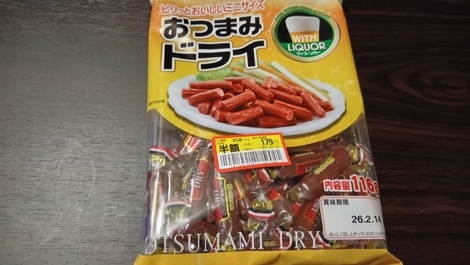 ピリッとおいしいミニサイズ
おつまみ
ドライ
WITH
LIQUOR
ウィズ・リカー
358
半額
179
内容量118g
賞味期限
26.2.14
OTSUMAMI DRY